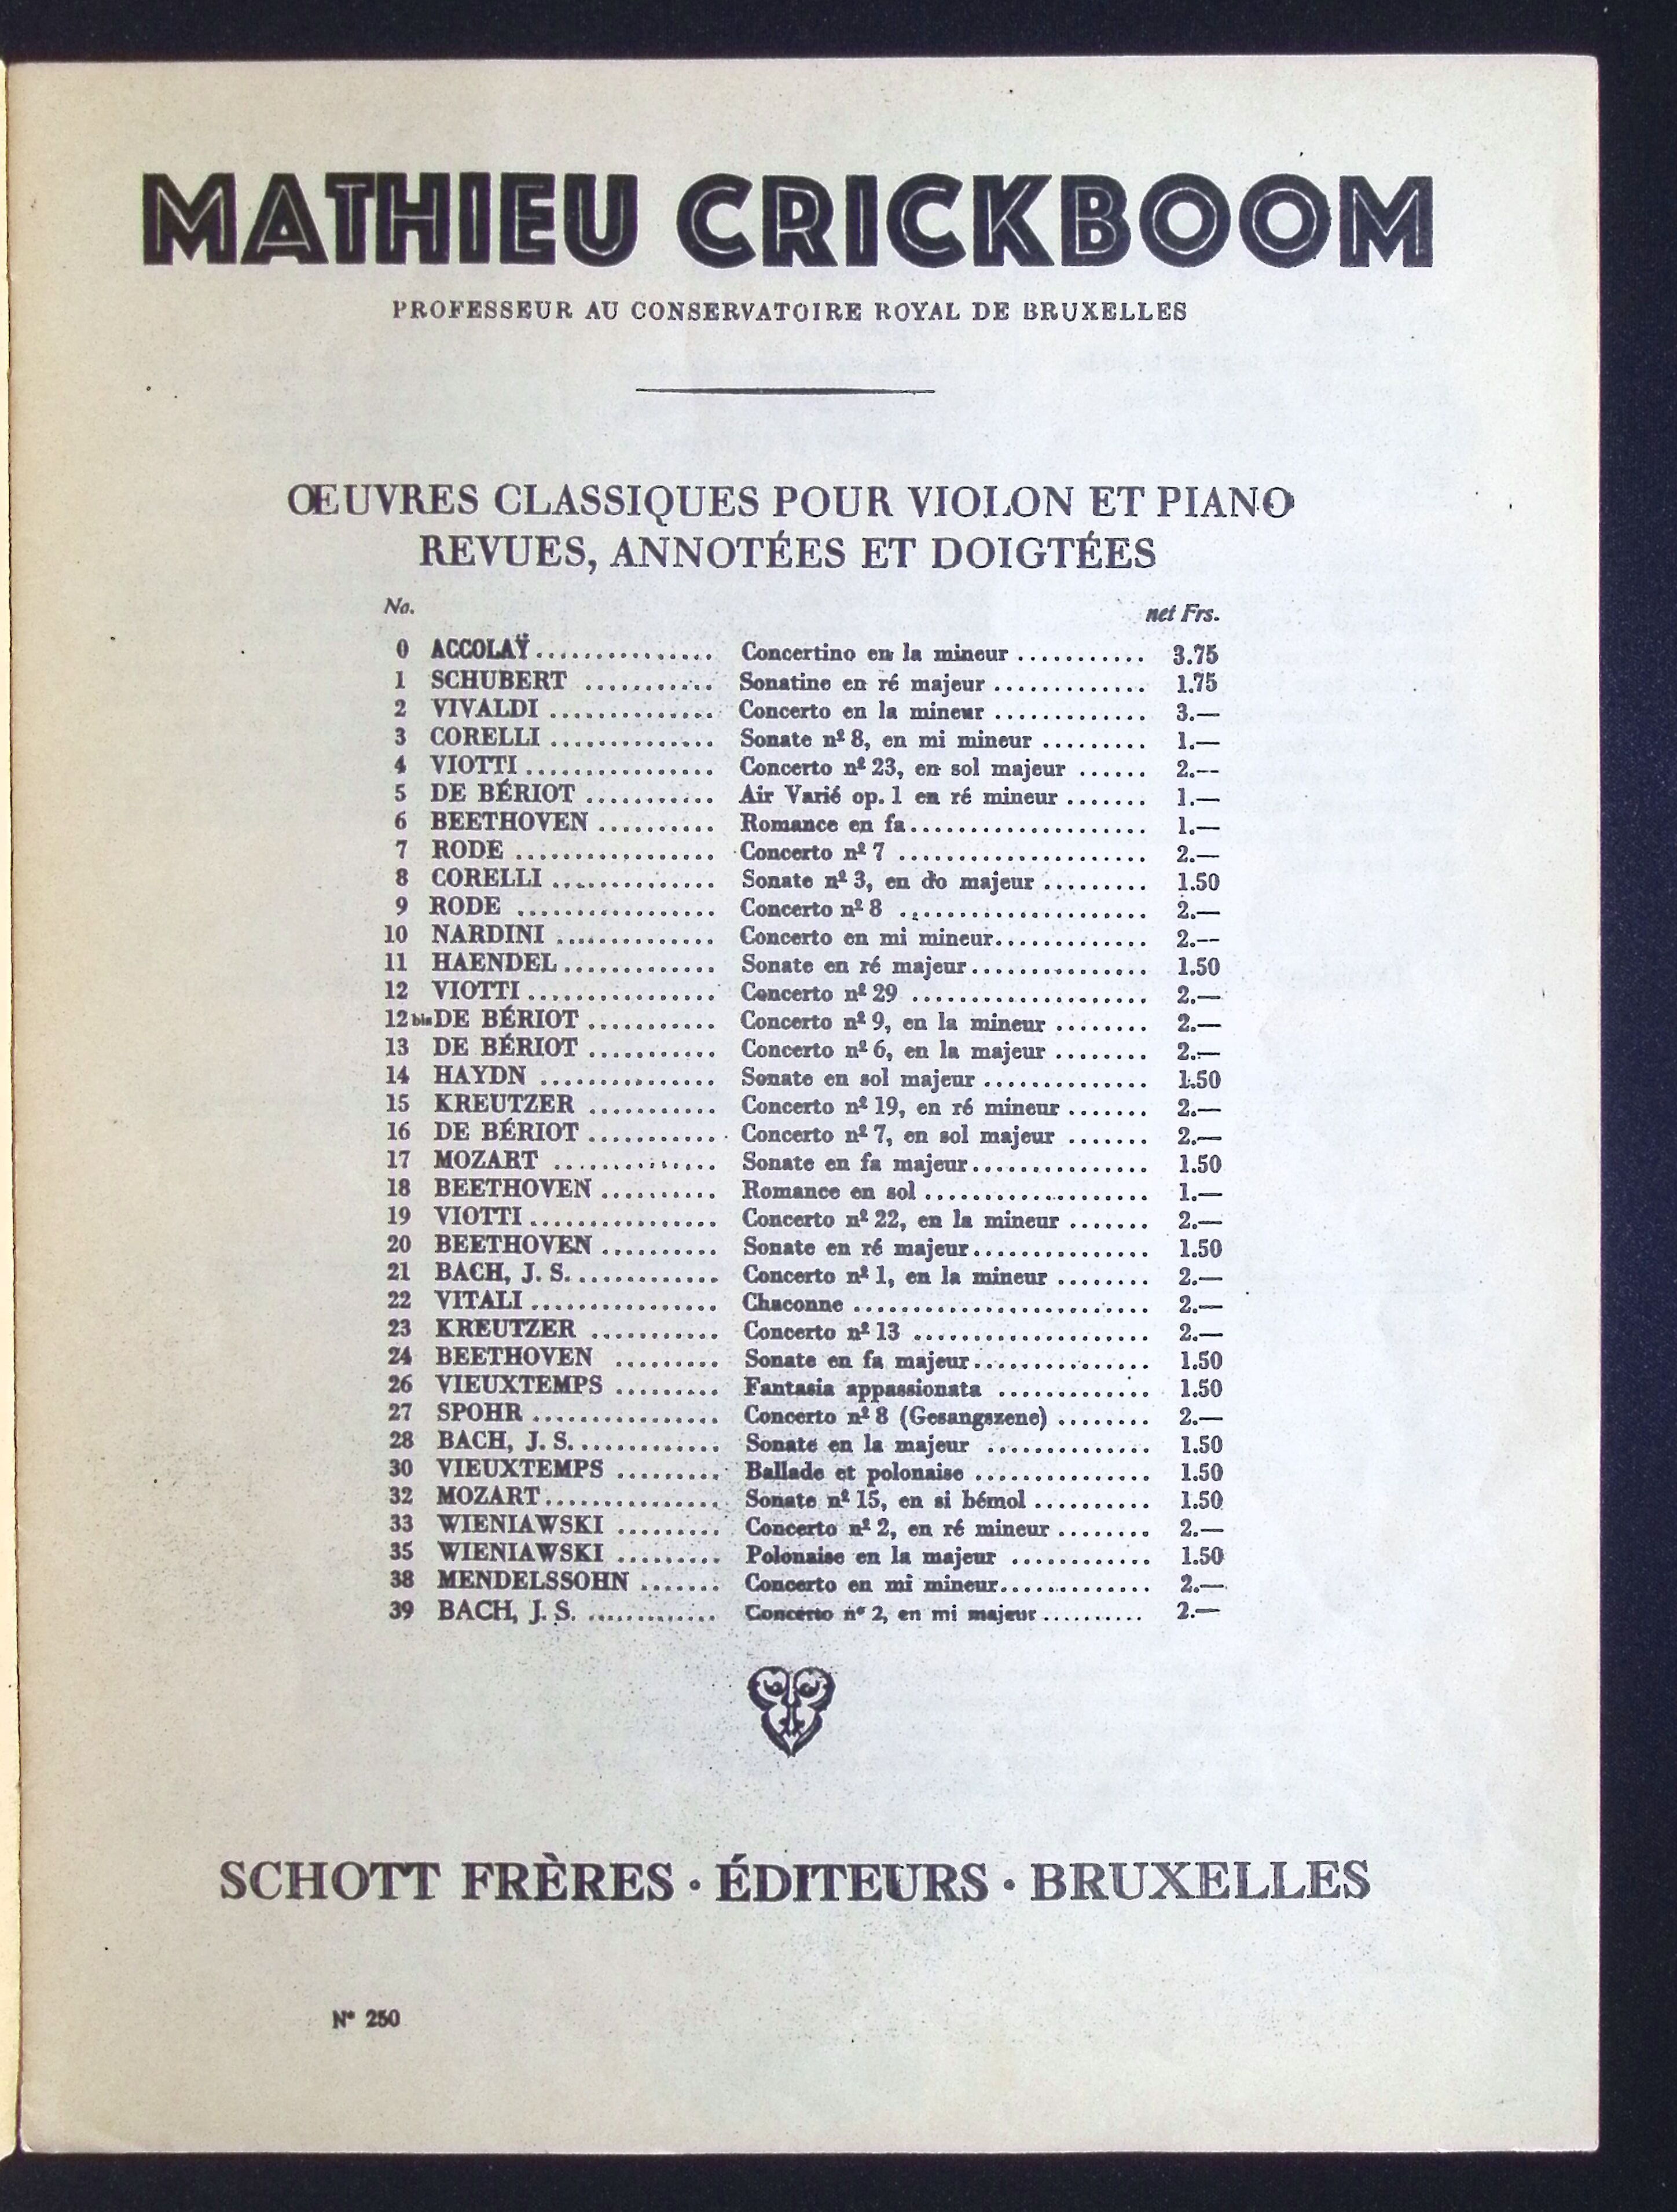 MATHIEU CRICKBOOM
PROFESSEUR AU CONSERVATOIRE ROYAL DE BRUXELLES
ŒUVRES CLASSIQUES POUR VIOLON ET PIANO
REVUES, ANNOTÉES ET DOIGTÉES
No. net Frs.
0 ACCOLAŸ ............... Concertino en la mineur ........... 3.75
1 SCHUBERT ........... Sonatine en ré majeur ............. 1.75
2 VIVALDI .............. Concerto en la mineur ............. 3.—
3 CORELLI .............. Sonate nº 8, en mi mineur ......... 1.—
4 VIOTTI ................ Concerto nº 23, en sol majeur ...... 2.--
5 DE BÉRIOT ........... Air Varié op. 1 en ré mineur ....... 1.—
6 BEETHOVEN .......... Romance en fa .................... 1.—
7 RODE ................. Concerto nº 7 ..................... 2.—
8 CORELLI .............. Sonate nº 3, en do majeur ......... 1.50
9 RODE ................. Concerto nº 8 ..................... 2.—
10 NARDINI .............. Concerto en mi mineur ............. 2.--
11 HAENDEL ............. Sonate en ré majeur ............... 1.50
12 VIOTTI ................ Concerto nº 29 .................... 2.—
12 bis DE BÉRIOT ........... Concerto nº 9, en la mineur ........ 2.—
13 DE BÉRIOT ........... Concerto nº 6, en la majeur ........ 2.—
14 HAYDN ............... Sonate en sol majeur .............. 1.50
15 KREUTZER ........... Concerto nº 19, en ré mineur ....... 2.—
16 DE BÉRIOT ........... Concerto nº 7, en sol majeur ....... 2.—
17 MOZART .............. Sonate en fa majeur ............... 1.50
18 BEETHOVEN .......... Romance en sol ................... 1.—
19 VIOTTI ................ Concerto nº 22, en la mineur ....... 2.—
20 BEETHOVEN .......... Sonate en ré majeur ............... 1.50
21 BACH, J. S. ............ Concerto nº 1, en la mineur ........ 2.—
22 VITALI ................ Chaconne ......................... 2.—
23 KREUTZER ........... Concerto nº 13 .................... 2.—
24 BEETHOVEN ......... Sonate en fa majeur ............... 1.50
26 VIEUXTEMPS ......... Fantasia appassionata ............. 1.50
27 SPOHR ................ Concerto nº 8 (Gesangszene) ........ 2.—
28 BACH, J. S. ............ Sonate en la majeur .............. 1.50
30 VIEUXTEMPS ......... Ballade et polonaise ............... 1.50
32 MOZART ............... Sonate nº 15, en si bémol .......... 1.50
33 WIENIAWSKI ......... Concerto nº 2, en ré mineur ........ 2.—
35 WIENIAWSKI ......... Polonaise en la majeur ............ 1.50
38 MENDELSSOHN ....... Concerto en mi mineur ............. 2.—
39 BACH, J. S. ............. Concerto nº 2, en mi majeur .......... 2.—
SCHOTT FRÈRES · ÉDITEURS · BRUXELLES
N° 250